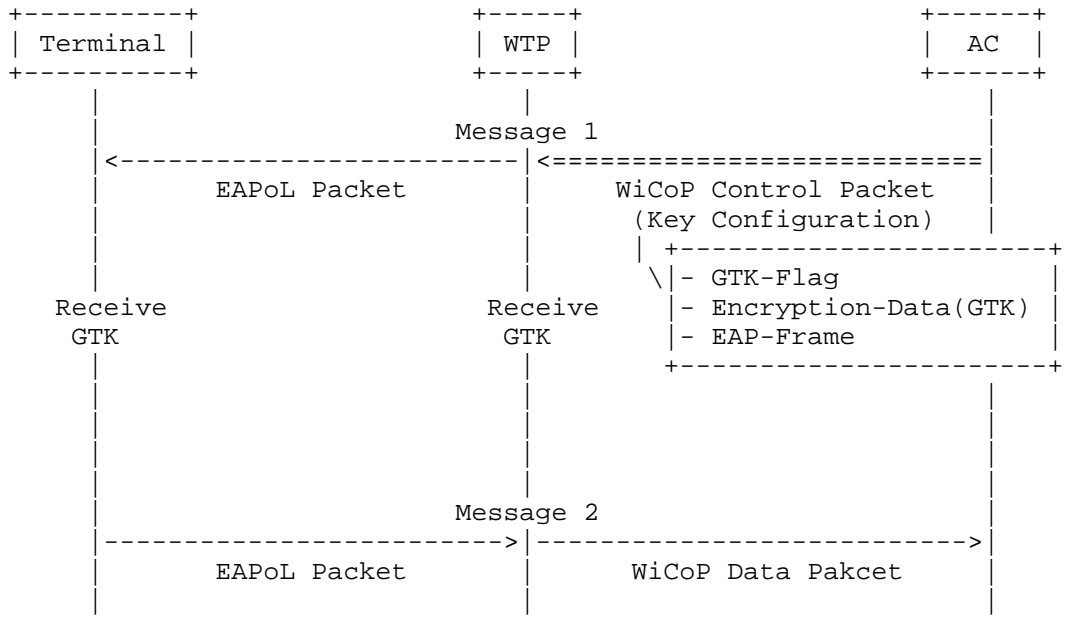 Terminal WTP AC
Message 1
EAPoL Packet WiCoP Control Packet
(Key Configuration)
- GTK-Flag
Receive Receive - Encryption-Data(GTK)
GTK GTK - EAP-Frame
Message 2
EAPoL Packet WiCoP Data Pakcet